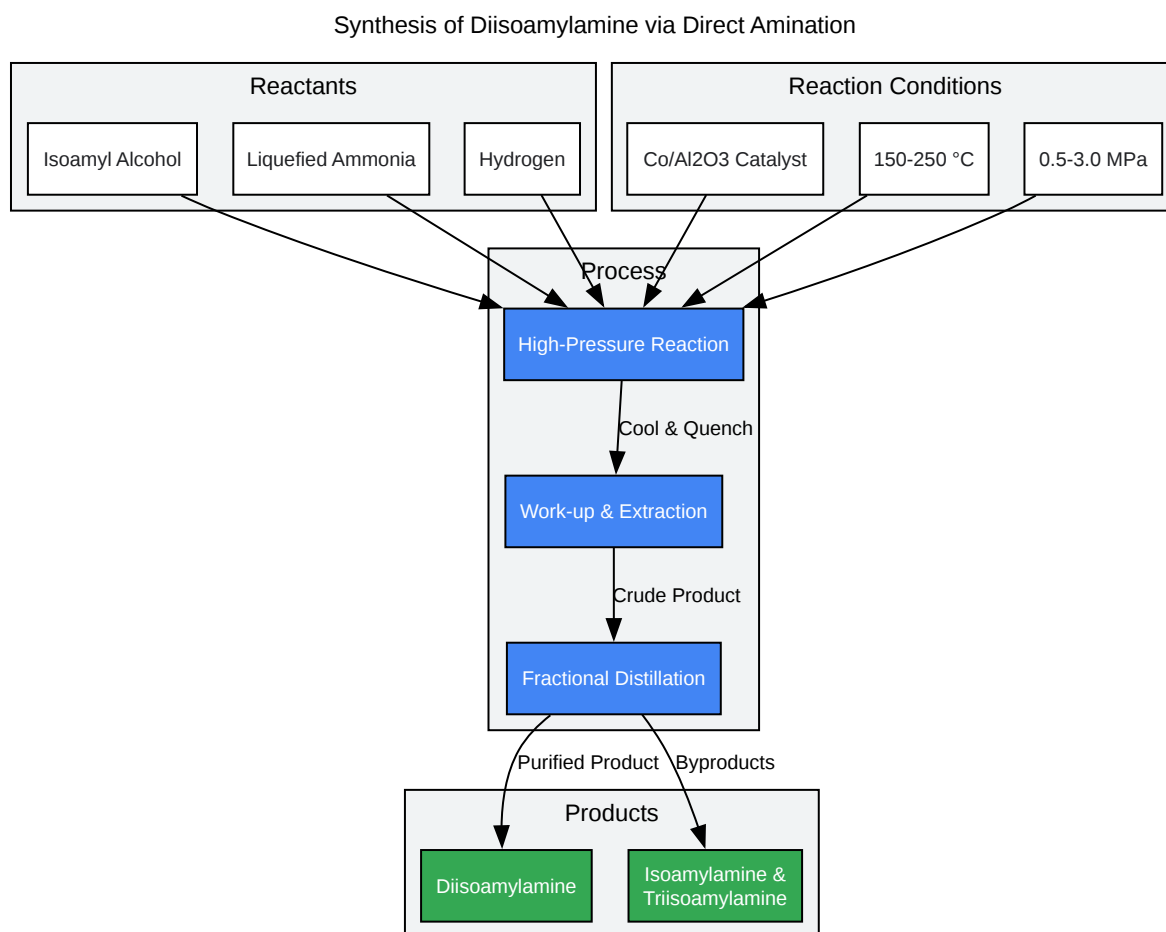 Synthesis of Diisoamylamine via Direct Amination
Reactants
Reaction Conditions
Isoamyl Alcohol
Liquefied Ammonia
Hydrogen
Co/Al2O3 Catalyst
150-250 °C
0.5-3.0 MPa
Process
High-Pressure Reaction
Cool & Quench
Work-up & Extraction
Crude Product
Fractional Distillation
Purified Product
Byproducts
Products
Diisoamylamine
Isoamylamine &
Triisoamylamine